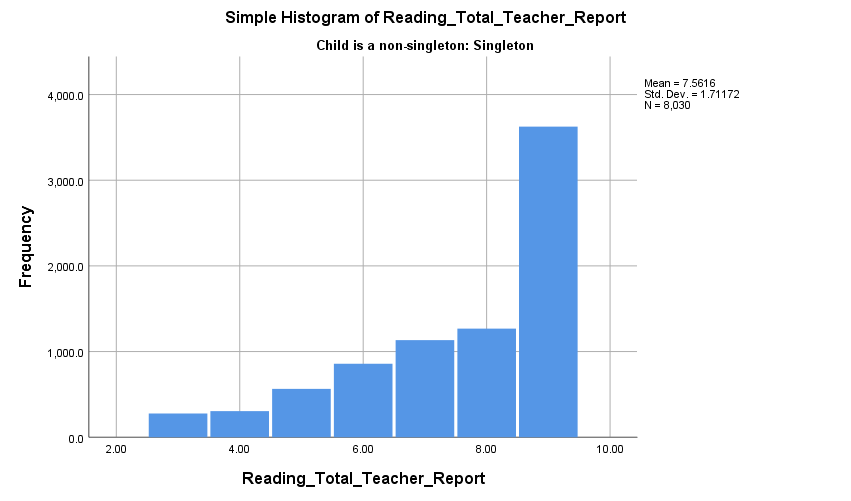 Simple Histogram of Reading_Total_Teacher_Report
Child is a non-singleton: Singleton
Mean = 7.5616
Std. Dev. = 1.71172
N = 8,030
Frequency
4,000.0
3,000.0
2,000.0
1,000.0
0.0
2.00 4.00 6.00 8.00 10.00
Reading_Total_Teacher_Report